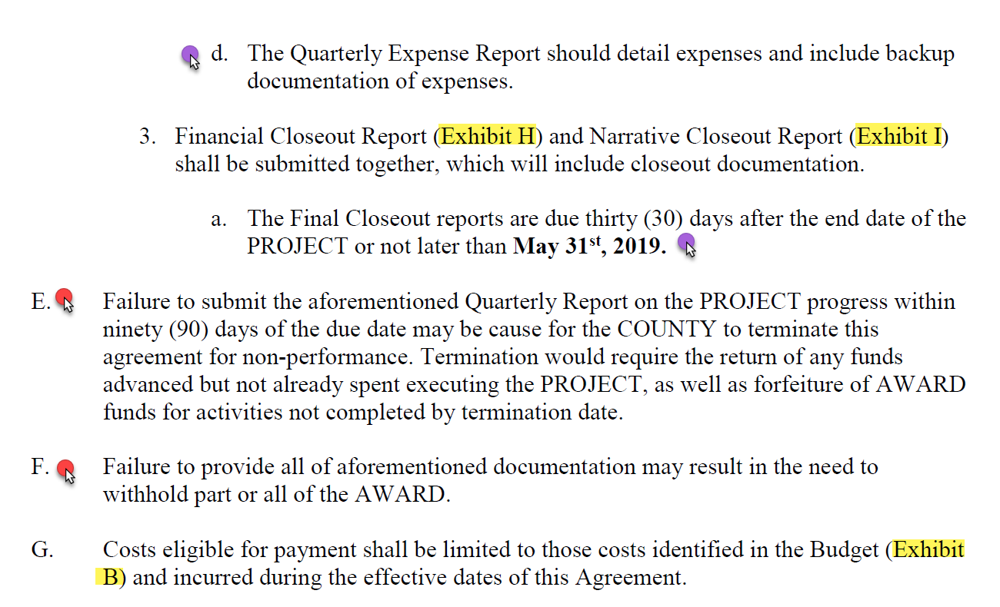 d. The Quarterly Expense Report should detail expenses and include backup
documentation of expenses.
3. Financial Closeout Report (Exhibit H) and Narrative Closeout Report (Exhibit I)
shall be submitted together, which will include closeout documentation.
a. The Final Closeout reports are due thirty (30) days after the end date of the
PROJECT or not later than May 31st, 2019.
E. Failure to submit the aforementioned Quarterly Report on the PROJECT progress within
ninety (90) days of the due date may be cause for the COUNTY to terminate this
agreement for non-performance. Termination would require the return of any funds
advanced but not already spent executing the PROJECT, as well as forfeiture of AWARD
funds for activities not completed by termination date.
F. Failure to provide all of aforementioned documentation may result in the need to
withhold part or all of the AWARD.
G. Costs eligible for payment shall be limited to those costs identified in the Budget (Exhibit
B) and incurred during the effective dates of this Agreement.